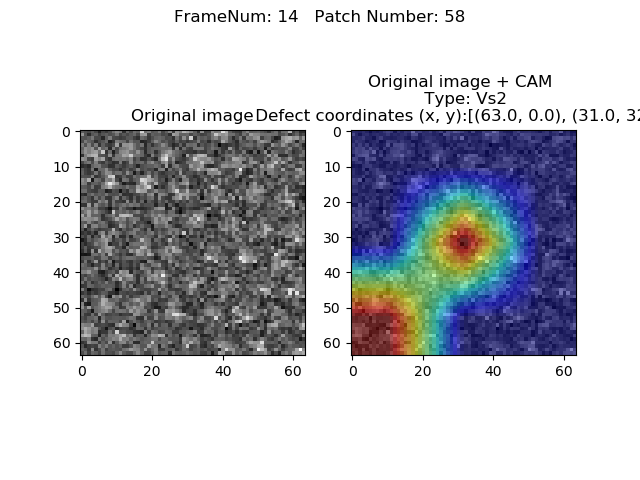 FrameNum: 14   Patch Number: 58
Original image
0
10
20
30
40
50
60
0 20 40 60
Original image + CAM
Type: Vs2
Defect coordinates (x, y):[(63.0, 0.0), (31.0, 32
0
10
20
30
40
50
60
0 20 40 60